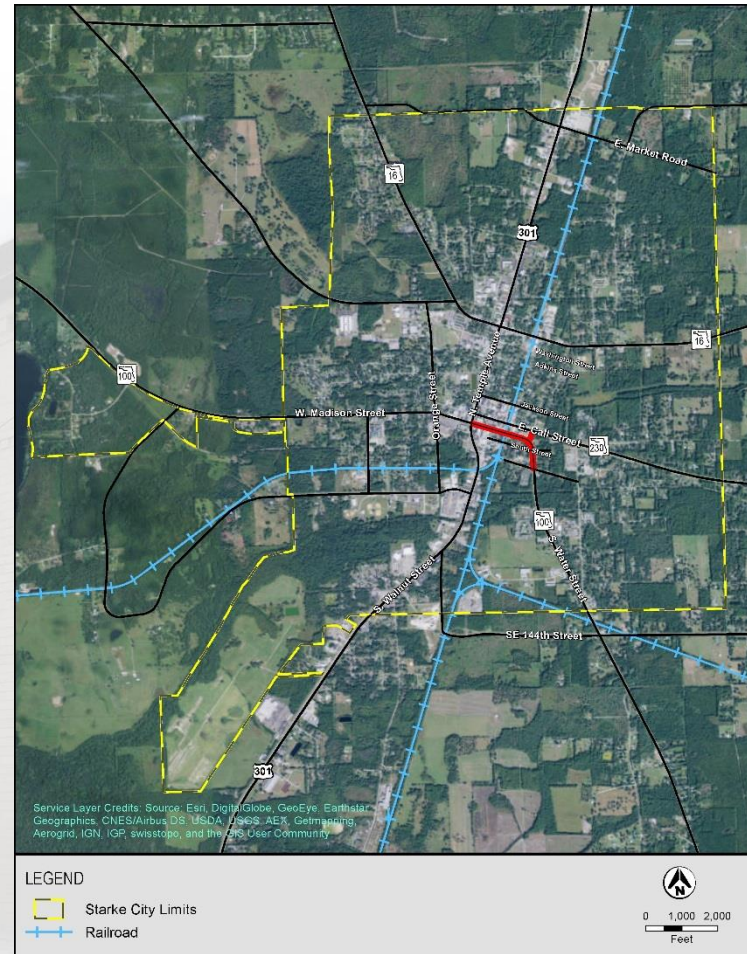 E. Market Road
16
301
16
Washington Street
Adkins Street
100
N. Temple Avenue
Orange Street
Jackson Street
W. Madison Street
E. Call Street
230
South Street
100
S. Water Street
S. Walnut Street
SE 144th Street
301
Service Layer Credits: Source: Esri, DigitalGlobe, GeoEye, Earthstar
Geographics, CNES/Airbus DS, USDA, USGS, AEX, Getmapping,
Aerogrid, IGN, IGP, swisstopo, and the GIS User Community
LEGEND
Starke City Limits
Railroad
N
0 1,000 2,000
Feet